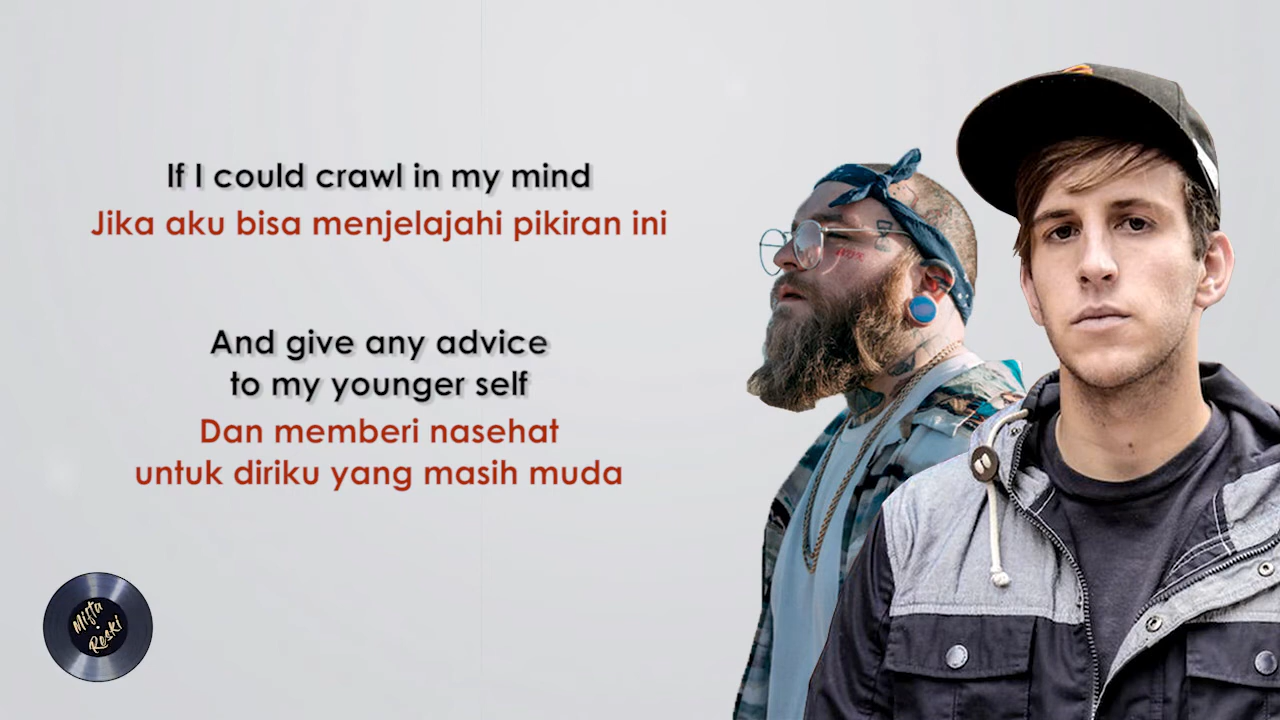 If I could crawl in my mind
Jika aku bisa menjelajahi pikiran ini
And give any advice
to my younger self
Dan memberi nasehat
untuk diriku yang masih muda
Mifta
Reski